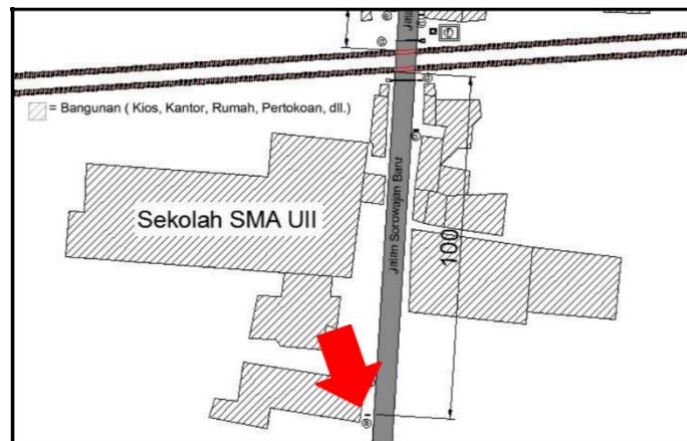 = Bangunan ( Kios, Kantor, Rumah, Pertokoan, dll.)
Sekolah SMA UII
Jalan Sorowajan Baru
100